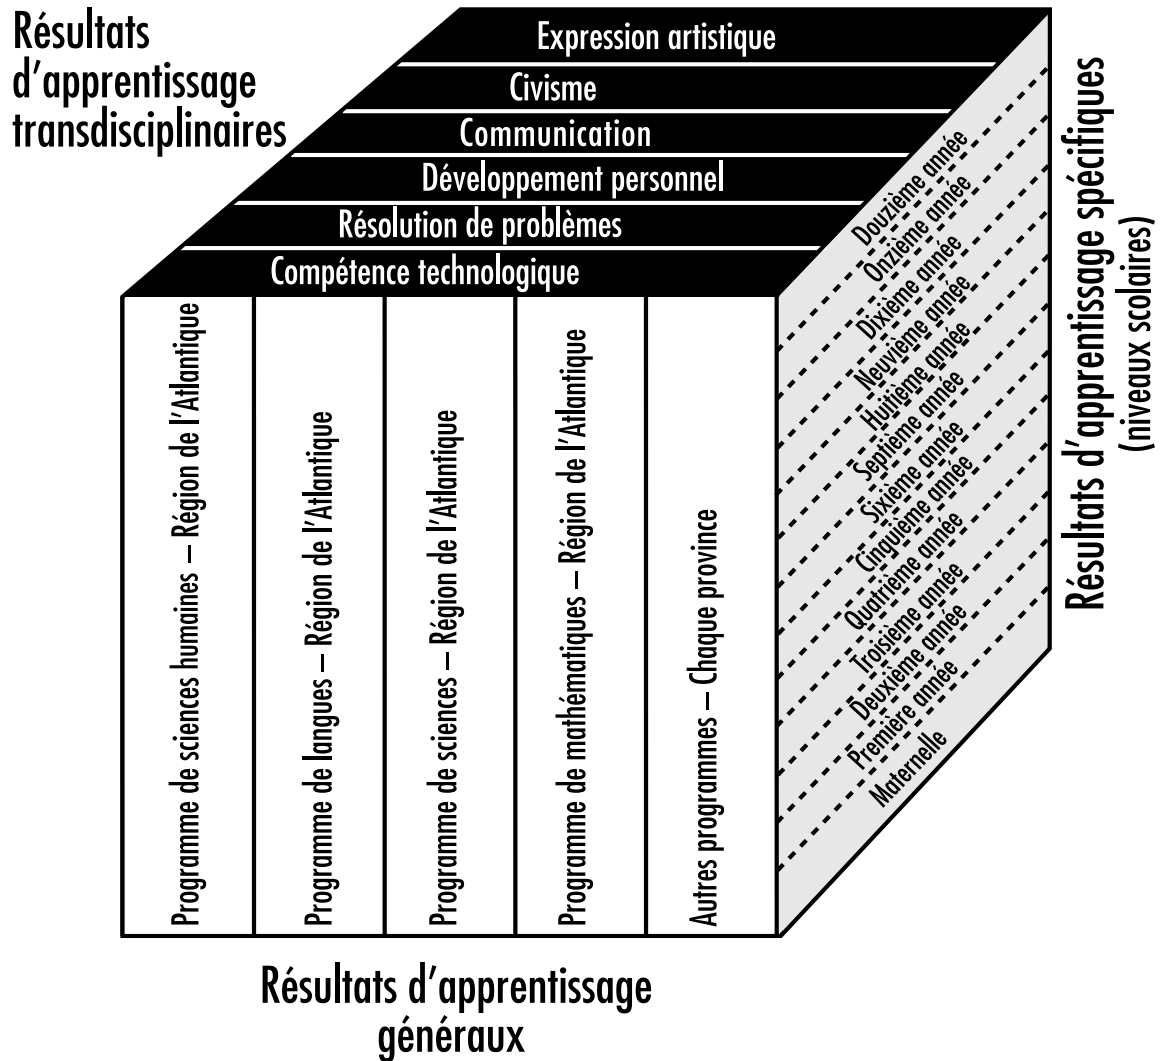 Résultats
d'apprentissage
transdisciplinaires
Expression artistique
Civisme
Communication
Développement personnel
Résolution de problèmes
Compétence technologique
Programme de sciences humaines – Région de l'Atlantique
Programme de langues – Région de l'Atlantique
Programme de sciences – Région de l'Atlantique
Programme de mathématiques – Région de l'Atlantique
Autres programmes – Chaque province
Douzième année
Onzième année
Dixième année
Neuvième année
Huitième année
Septième année
Sixième année
Cinquième année
Quatrième année
Troisième année
Deuxième année
Première année
Maternelle
Résultats d'apprentissage spécifiques
(niveaux scolaires)
Résultats d'apprentissage
généraux